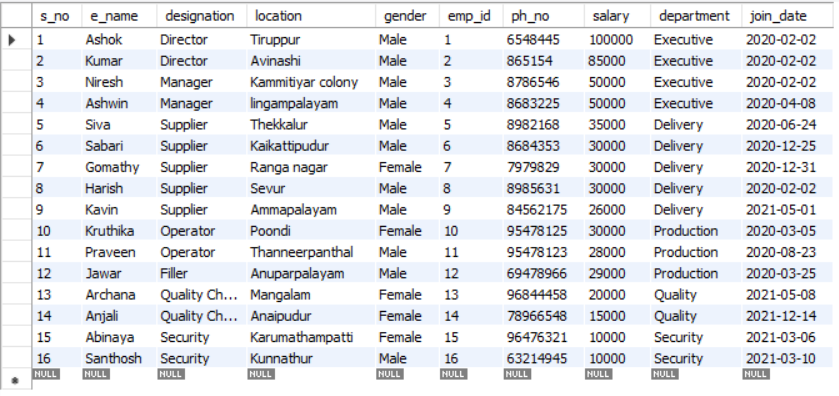 s_no e_name designation location gender emp_id ph_no salary department join_date
1 Ashok Director Tiruppur Male 1 6548445 100000 Executive 2020-02-02
2 Kumar Director Avinashi Male 2 865154 85000 Executive 2020-02-02
3 Niresh Manager Kammitiyar colony Male 3 8786546 50000 Executive 2020-02-02
4 Ashwin Manager lingampalayam Male 4 8683225 50000 Executive 2020-04-08
5 Siva Supplier Thekkalur Male 5 8982168 35000 Delivery 2020-06-24
6 Sabari Supplier Kaikattipudur Male 6 8684353 30000 Delivery 2020-12-25
7 Gomathy Supplier Ranga nagar Female 7 7979829 30000 Delivery 2020-12-31
8 Harish Supplier Sevur Male 8 8985631 30000 Delivery 2020-02-02
9 Kavin Supplier Ammapalayam Male 9 84562175 26000 Delivery 2021-05-01
10 Kruthika Operator Poondi Female 10 95478125 30000 Production 2020-03-05
11 Praveen Operator Thanneerpanthal Male 11 95478123 28000 Production 2020-08-23
12 Jawar Filler Anuparpalayam Male 12 69478966 29000 Production 2020-03-25
13 Archana Quality Ch... Mangalam Female 13 96844458 20000 Quality 2021-05-08
14 Anjali Quality Ch... Anaipudur Female 14 78966548 15000 Quality 2021-12-14
15 Abinaya Security Karumathampatti Female 15 96476321 10000 Security 2021-03-06
16 Santhosh Security Kunnathur Male 16 63214945 10000 Security 2021-03-10
NULL NULL NULL NULL NULL NULL NULL NULL NULL NULL